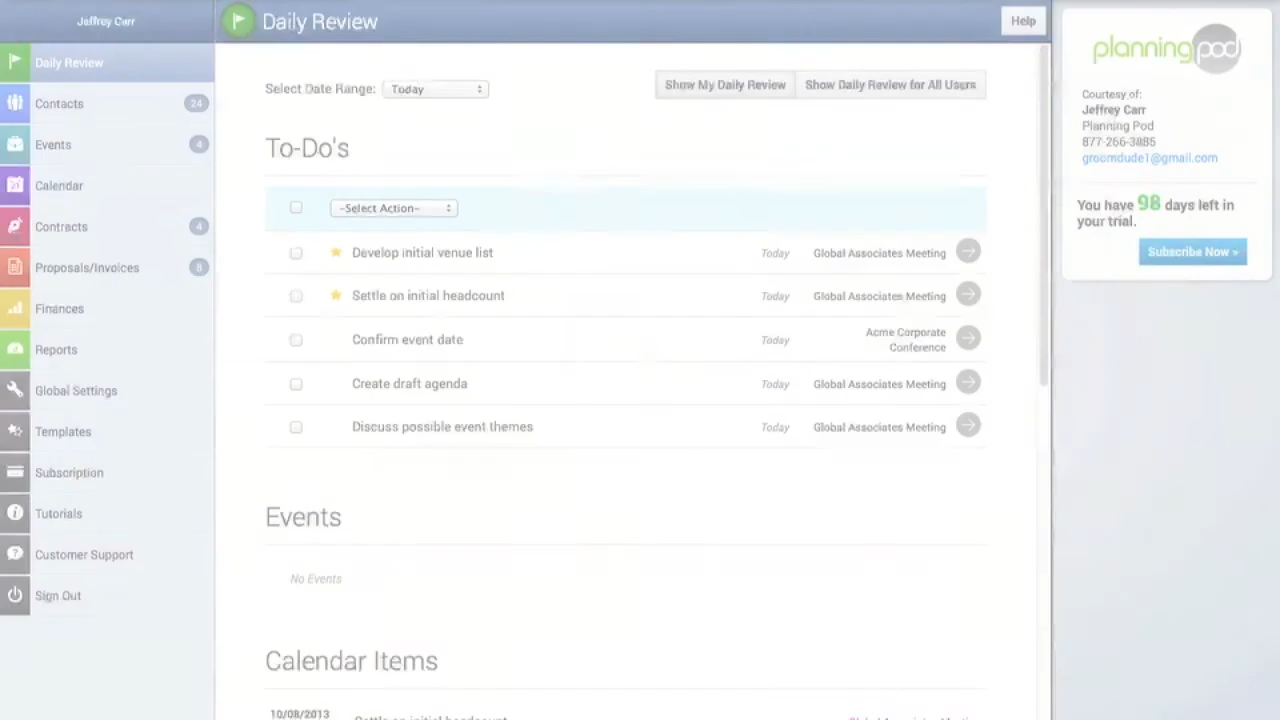 Jeffrey Carr
Daily Review
Contacts 24
Events 4
Calendar
Contracts 4
Proposals/Invoices 8
Finances
Reports
Global Settings
Templates
Subscription
Tutorials
Customer Support
Sign Out
Daily Review
Help
Select Date Range: Today
Show My Daily Review
Show Daily Review for All Users
To-Do's
-Select Action-
Develop initial venue list Today Global Associates Meeting
Settle on initial headcount Today Global Associates Meeting
Confirm event date Today Acme Corporate
Conference
Create draft agenda Today Global Associates Meeting
Discuss possible event themes Today Global Associates Meeting
Events
No Events
Calendar Items
10/08/2013 Settle on initial headcount
planningpod
Courtesy of:
Jeffrey Carr
Planning Pod
877-266-3885
groomdude1@gmail.com
You have 98 days left in
your trial.
Subscribe Now »